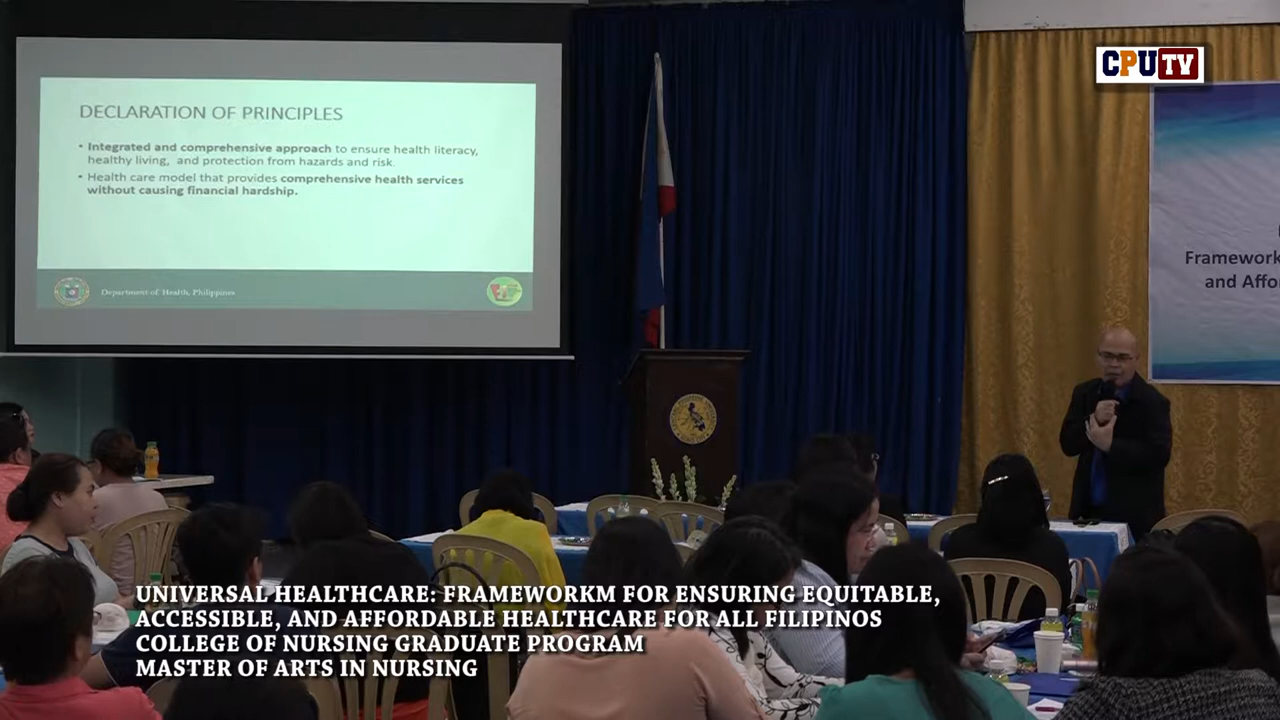 CPUTV
DECLARATION OF PRINCIPLES
• Integrated and comprehensive approach to ensure health literacy,
healthy living, and protection from hazards and risk.
• Health care model that provides comprehensive health services
without causing financial hardship.
Department of Health, Philippines
Framework
and Affo
UNIVERSAL HEALTHCARE: FRAMEWORKM FOR ENSURING EQUITABLE,
ACCESSIBLE, AND AFFORDABLE HEALTHCARE FOR ALL FILIPINOS
COLLEGE OF NURSING GRADUATE PROGRAM
MASTER OF ARTS IN NURSING